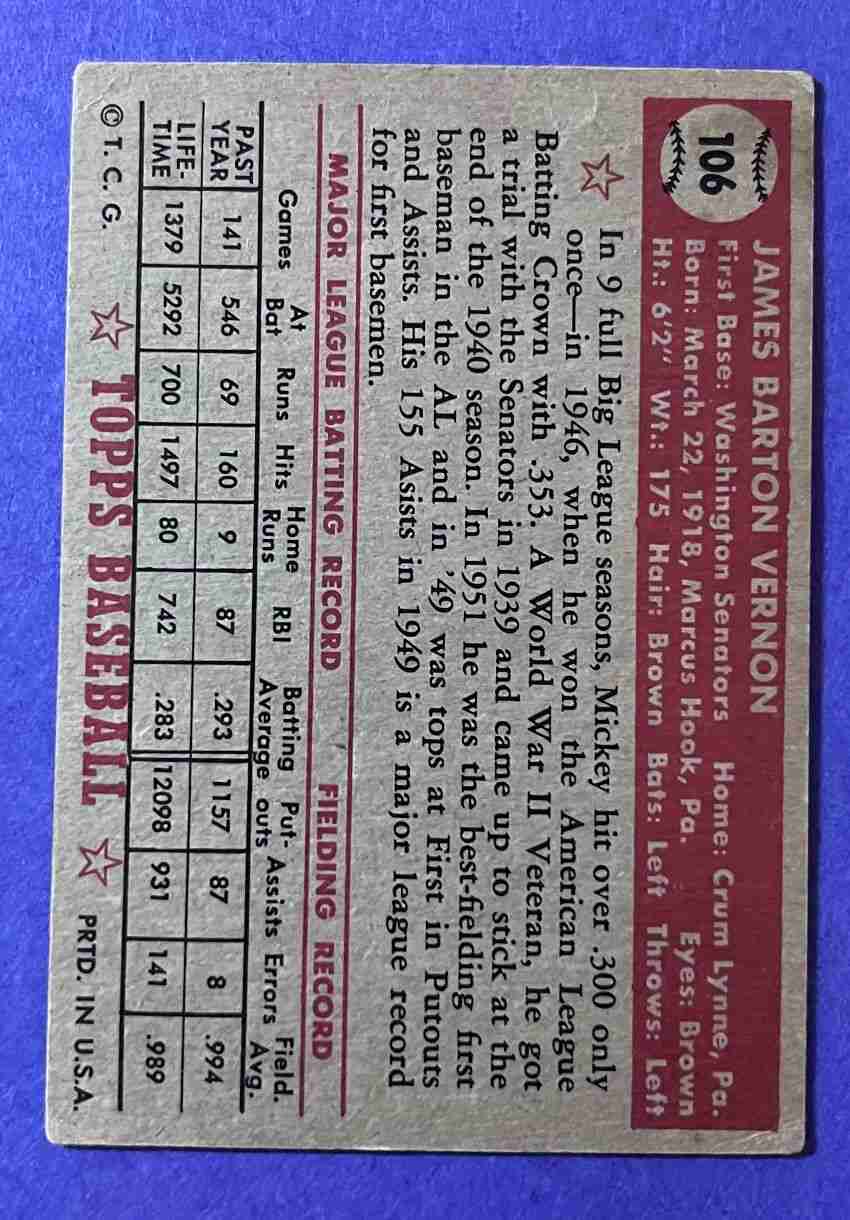 106
JAMES BARTON VERNON
First Base: Washington Senators Home: Crum Lynne, Pa.
Born: March 22, 1918, Marcus Hook, Pa. Eyes: Brown
Ht.: 6'2" Wt.: 175 Hair: Brown Bats: Left Throws: Left
In 9 full Big League seasons, Mickey hit over .300 only
once—in 1946, when he won the American League
Batting Crown with .353. A World War II Veteran, he got
a trial with the Senators in 1939 and came up to stick at the
end of the 1940 season. In 1951 he was the best-fielding first
baseman in the AL and in '49 was tops at First in Putouts
and Assists. His 155 Asists in 1949 is a major league record
for first basemen.
MAJOR LEAGUE BATTING RECORD FIELDING RECORD
Games At Bat Runs Hits Home Runs RBI Batting Average Put-outs Assists Errors Field. Avg.
PAST YEAR 141 546 69 160 9 87 .293 1157 87 8 .994
LIFE-TIME 1379 5292 700 1497 80 742 .283 12098 931 141 .989
© T. C. G. TOPPS BASEBALL PRTD. IN U.S.A.